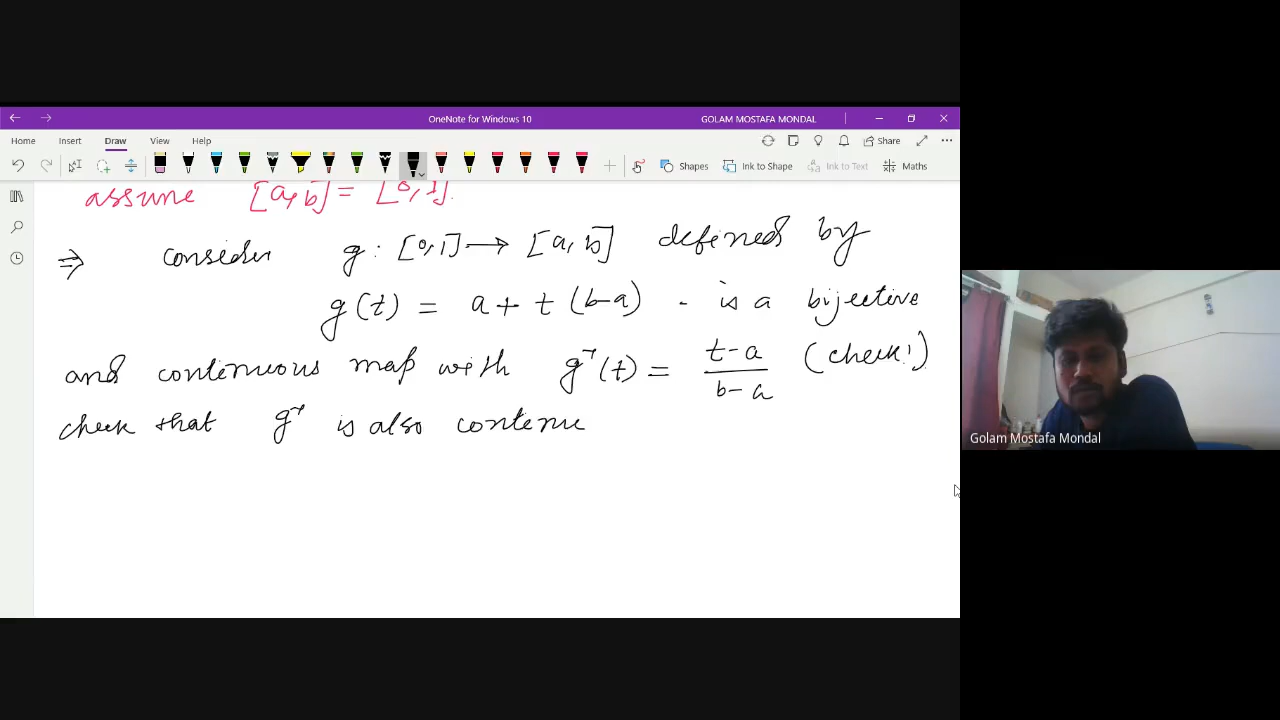 OneNote for Windows 10
GOLAM MOSTAFA MONDAL
Home Insert Draw View Help
Share
Shapes Ink to Shape Ink to Text Maths
assume [a,b] = [0,1].
⇒ consider g : [0,1] → [a, b] defined by
g(t) = a + t (b-a) . is a bijective
and continuous map with g⁻¹(t) = (t-a)/(b-a) (check!)
check that g⁻¹ is also continu
Golam Mostafa Mondal